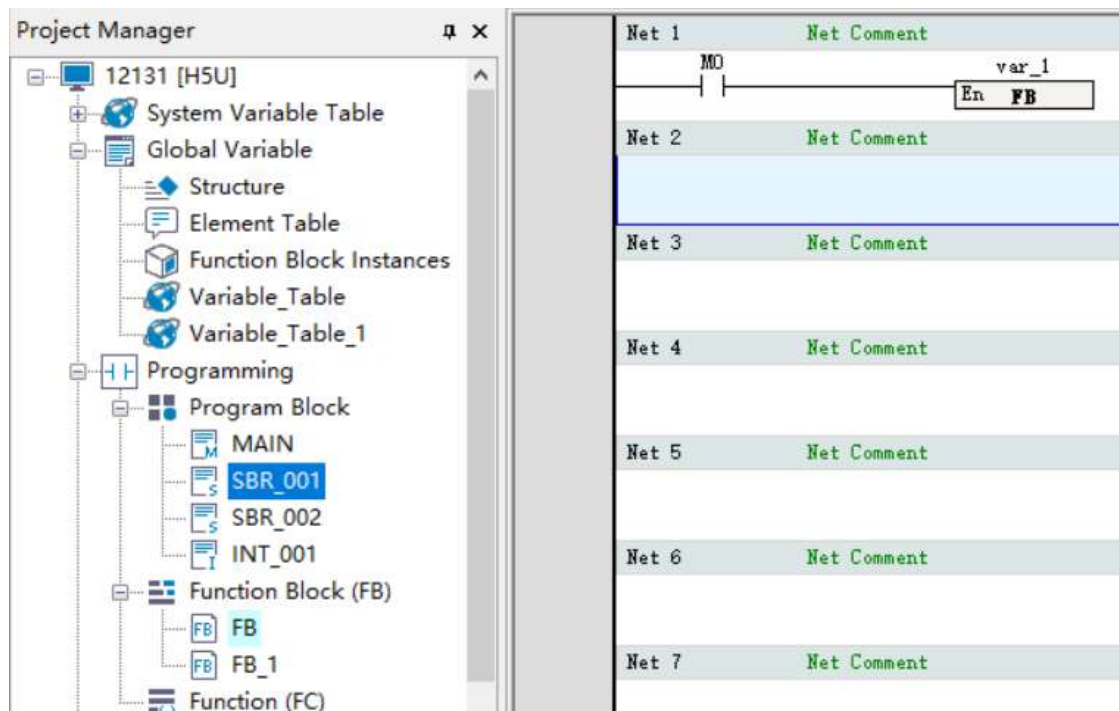 Project Manager
12131 [H5U]
System Variable Table
Global Variable
Structure
Element Table
Function Block Instances
Variable_Table
Variable_Table_1
Programming
Program Block
MAIN
SBR_001
SBR_002
INT_001
Function Block (FB)
FB
FB_1
Function (FC)
Net 1 Net Comment
M0
var_1
En FB
Net 2 Net Comment
Net 3 Net Comment
Net 4 Net Comment
Net 5 Net Comment
Net 6 Net Comment
Net 7 Net Comment